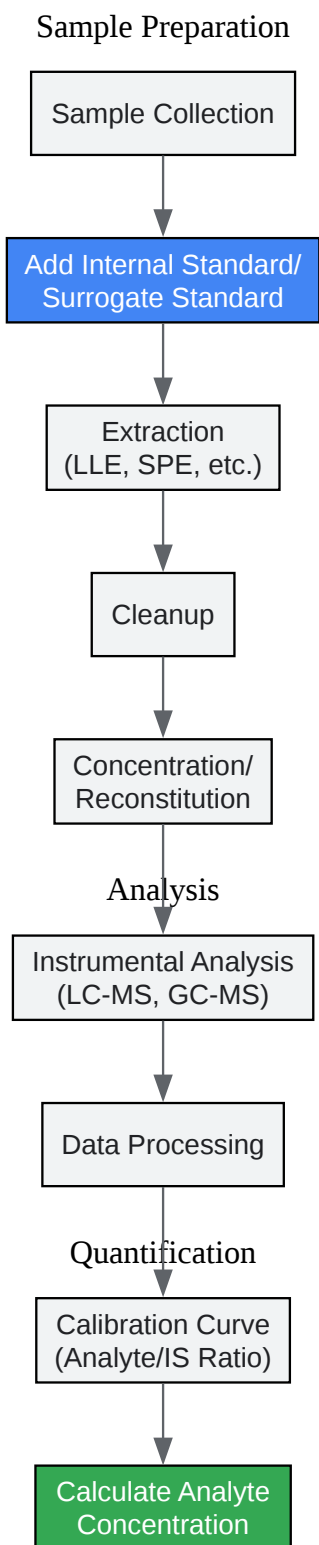 Sample Preparation
Sample Collection
Add Internal Standard/
Surrogate Standard
Extraction
(LLE, SPE, etc.)
Cleanup
Concentration/
Reconstitution
Analysis
Instrumental Analysis
(LC-MS, GC-MS)
Data Processing
Quantification
Calibration Curve
(Analyte/IS Ratio)
Calculate Analyte
Concentration